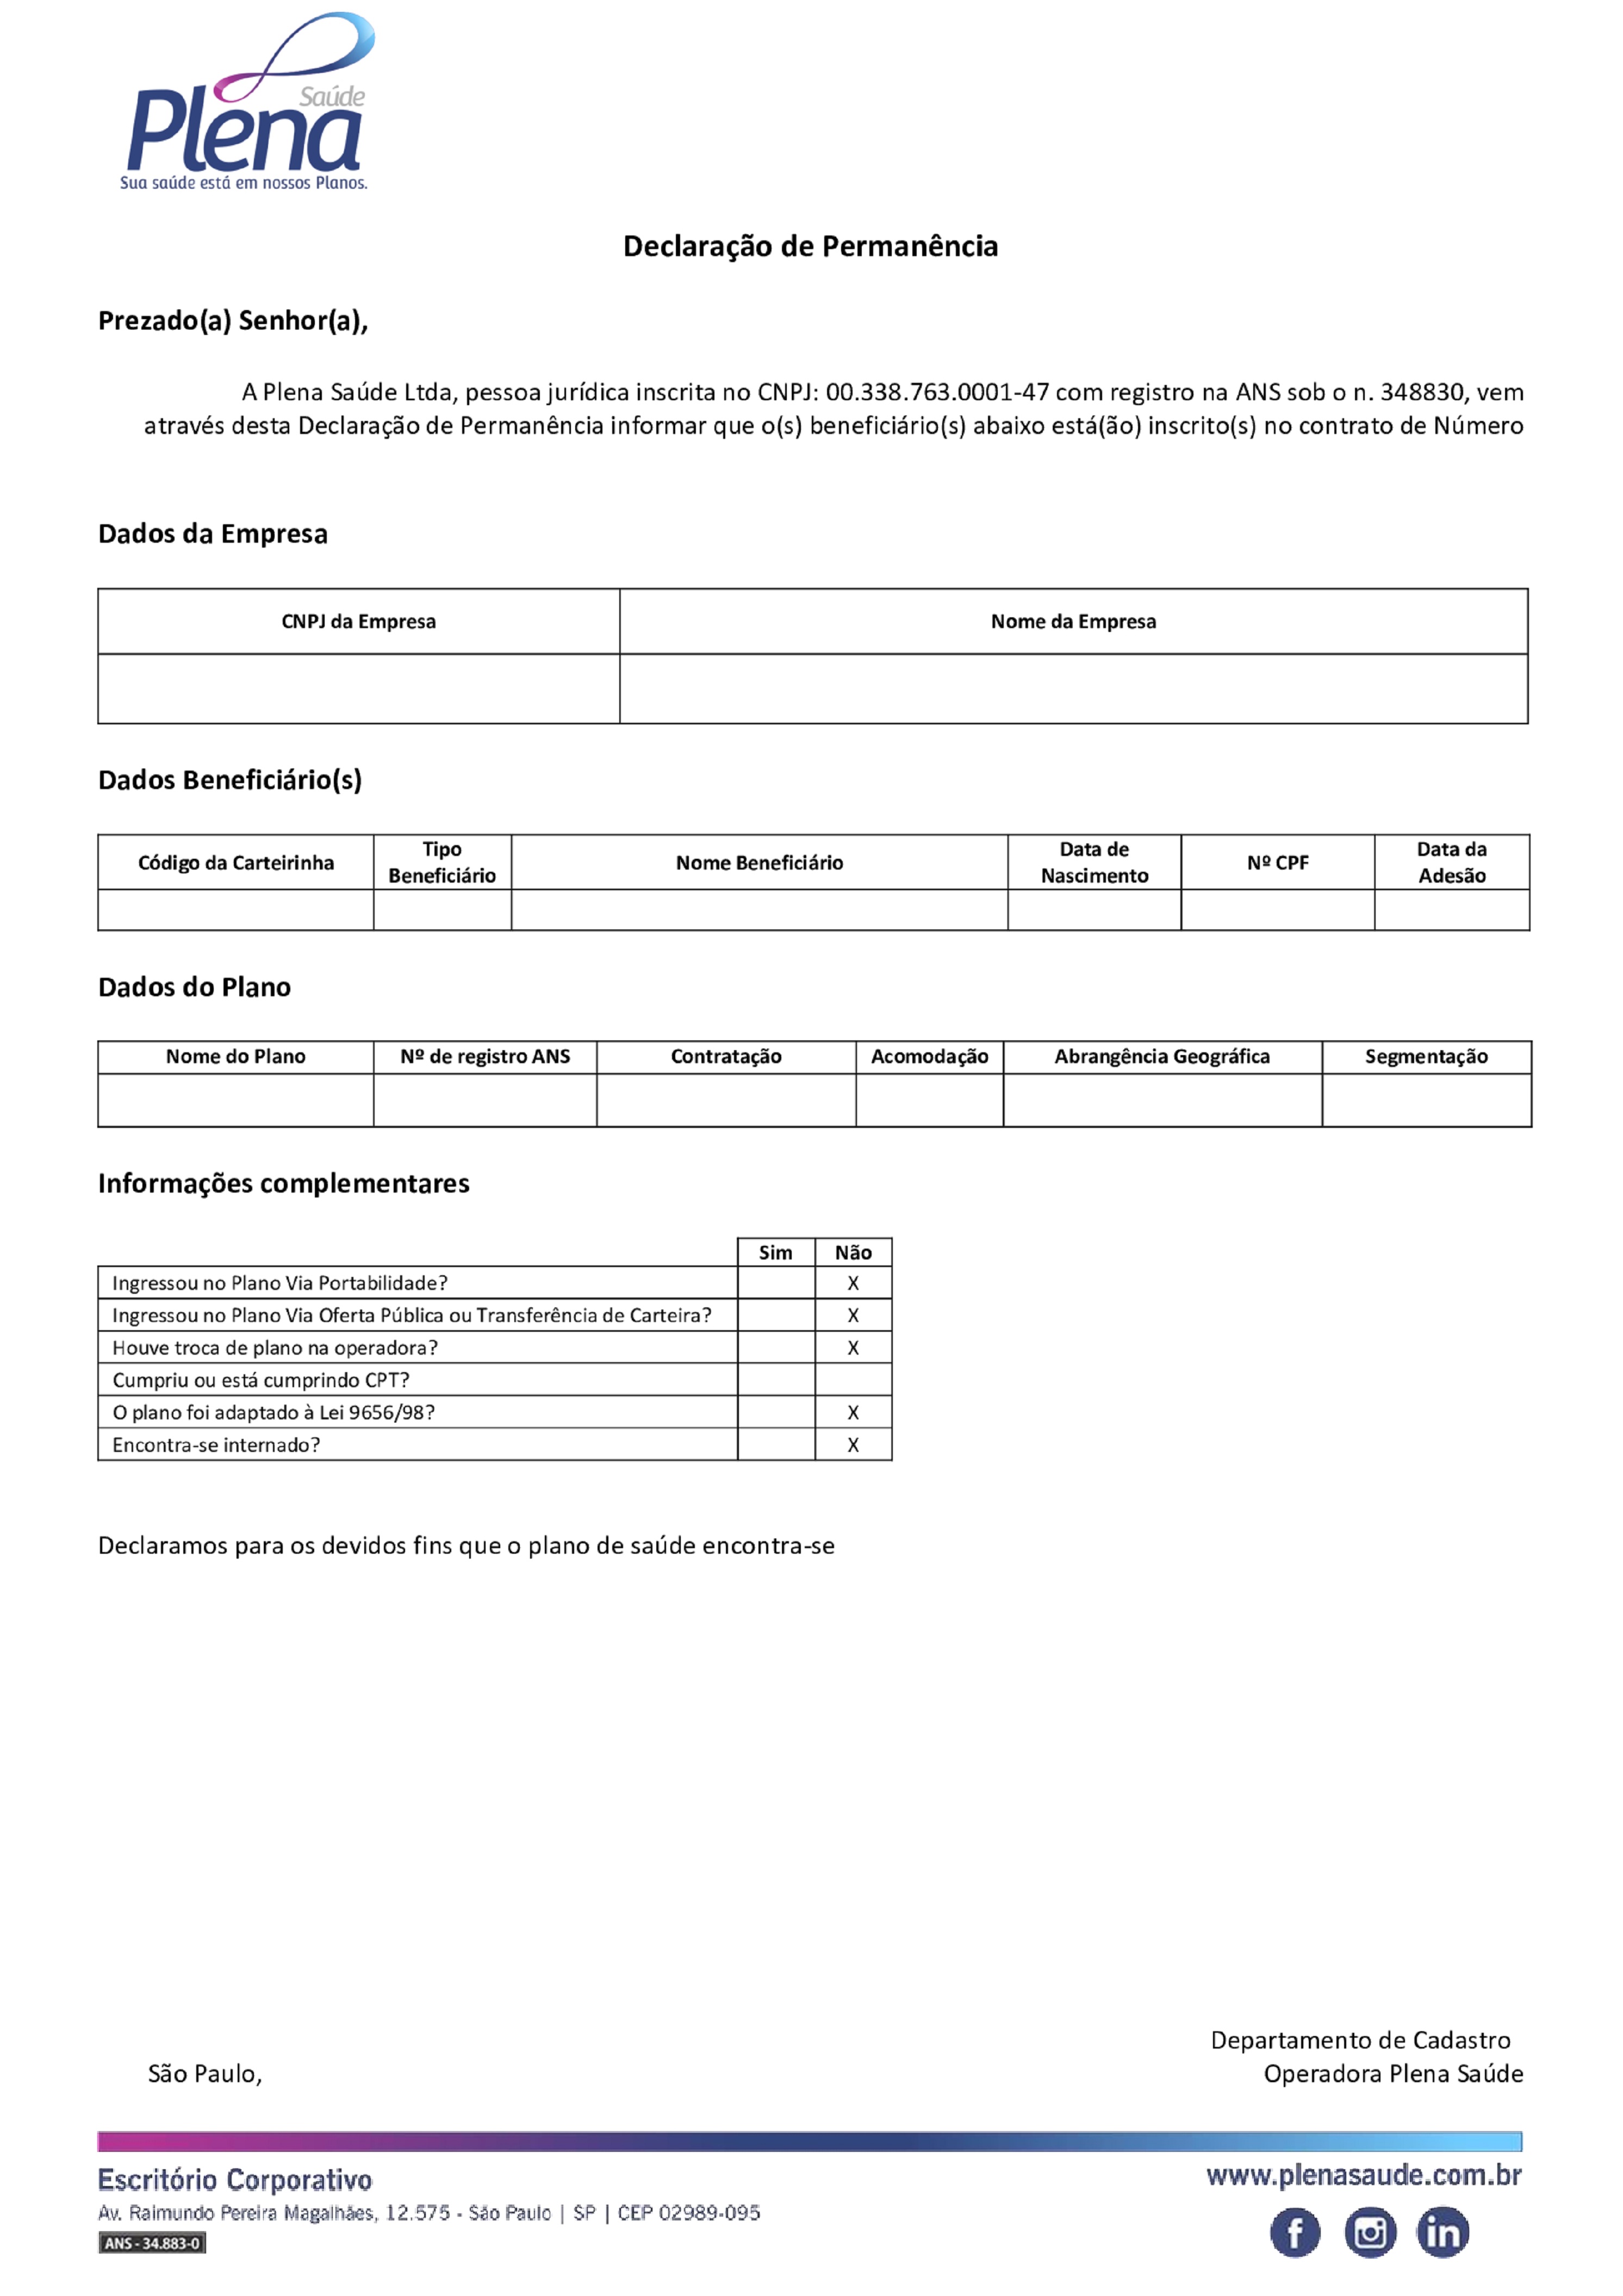 Saúde
Plena
Sua saúde está em nossos Planos.
Declaração de Permanência
Prezado(a) Senhor(a),
A Plena Saúde Ltda, pessoa jurídica inscrita no CNPJ: 00.338.763.0001-47 com registro na ANS sob o n. 348830, vem
através desta Declaração de Permanência informar que o(s) beneficiário(s) abaixo está(ão) inscrito(s) no contrato de Número
Dados da Empresa
CNPJ da Empresa Nome da Empresa
Dados Beneficiário(s)
Código da Carteirinha Tipo Beneficiário Nome Beneficiário Data de Nascimento Nº CPF Data da Adesão
Dados do Plano
Nome do Plano Nº de registro ANS Contratação Acomodação Abrangência Geográfica Segmentação
Informações complementares
Sim Não
Ingressou no Plano Via Portabilidade? X
Ingressou no Plano Via Oferta Pública ou Transferência de Carteira? X
Houve troca de plano na operadora? X
Cumpriu ou está cumprindo CPT?
O plano foi adaptado à Lei 9656/98? X
Encontra-se internado? X
Declaramos para os devidos fins que o plano de saúde encontra-se
Departamento de Cadastro
São Paulo, Operadora Plena Saúde
Escritório Corporativo www.plenasaude.com.br
Av. Raimundo Pereira Magalhães, 12.575 - São Paulo | SP | CEP 02989-095
ANS - 34.883-0